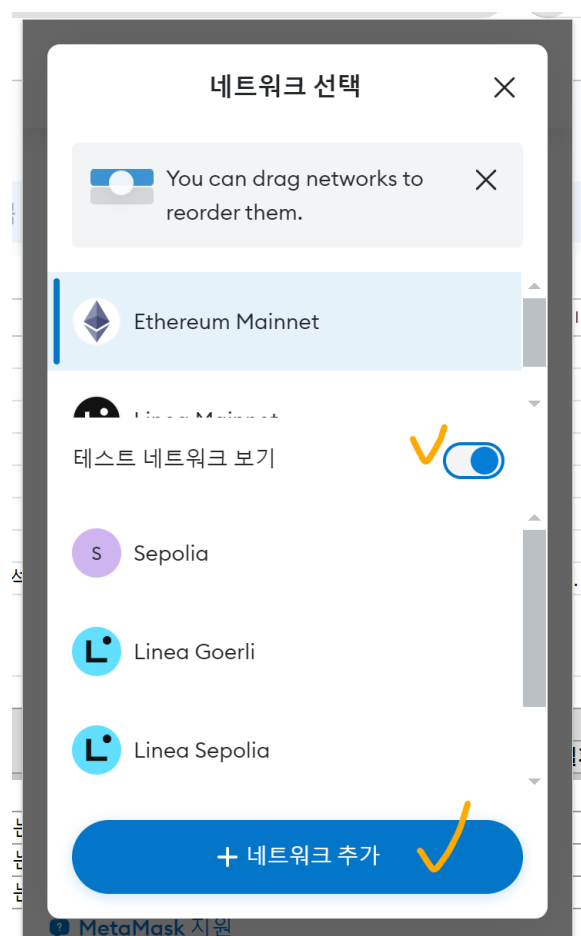 네트워크 선택
You can drag networks to
reorder them.
Ethereum Mainnet
Linea Mainnet
테스트 네트워크 보기
S Sepolia
Linea Goerli
Linea Sepolia
+ 네트워크 추가
MetaMask 지원